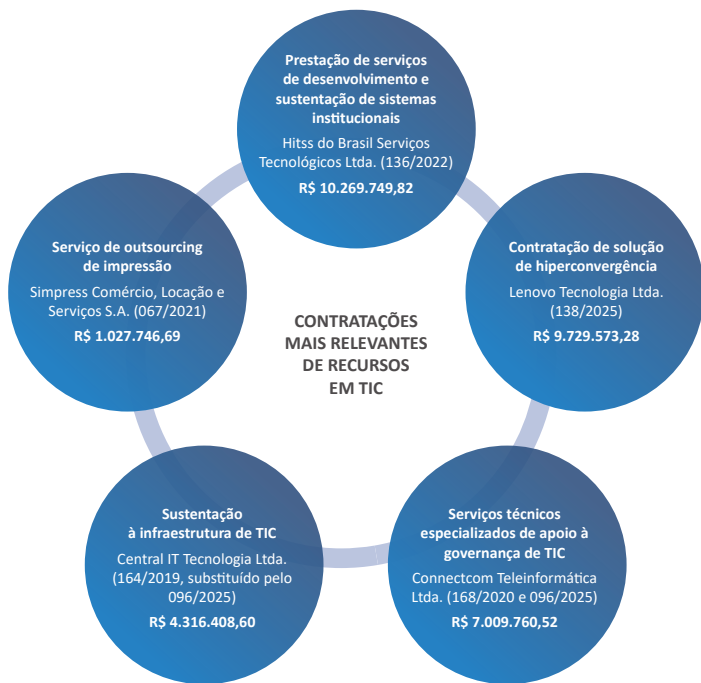 Prestação de serviços
de desenvolvimento e
sustentação de sistemas
institucionais
Hitss do Brasil Serviços
Tecnológicos Ltda. (136/2022)
R$ 10.269.749,82
Contratação de solução
de hiperconvergência
Lenovo Tecnologia Ltda.
(138/2025)
R$ 9.729.573,28
Serviços técnicos
especializados de apoio à
governança de TIC
Connectcom Teleinformática
Ltda. (168/2020 e 096/2025)
R$ 7.009.760,52
Sustentação
à infraestrutura de TIC
Central IT Tecnologia Ltda.
(164/2019, substituído pelo
096/2025)
R$ 4.316.408,60
Serviço de outsourcing
de impressão
Simpress Comércio, Locação e
Serviços S.A. (067/2021)
R$ 1.027.746,69
CONTRATAÇÕES
MAIS RELEVANTES
DE RECURSOS
EM TIC